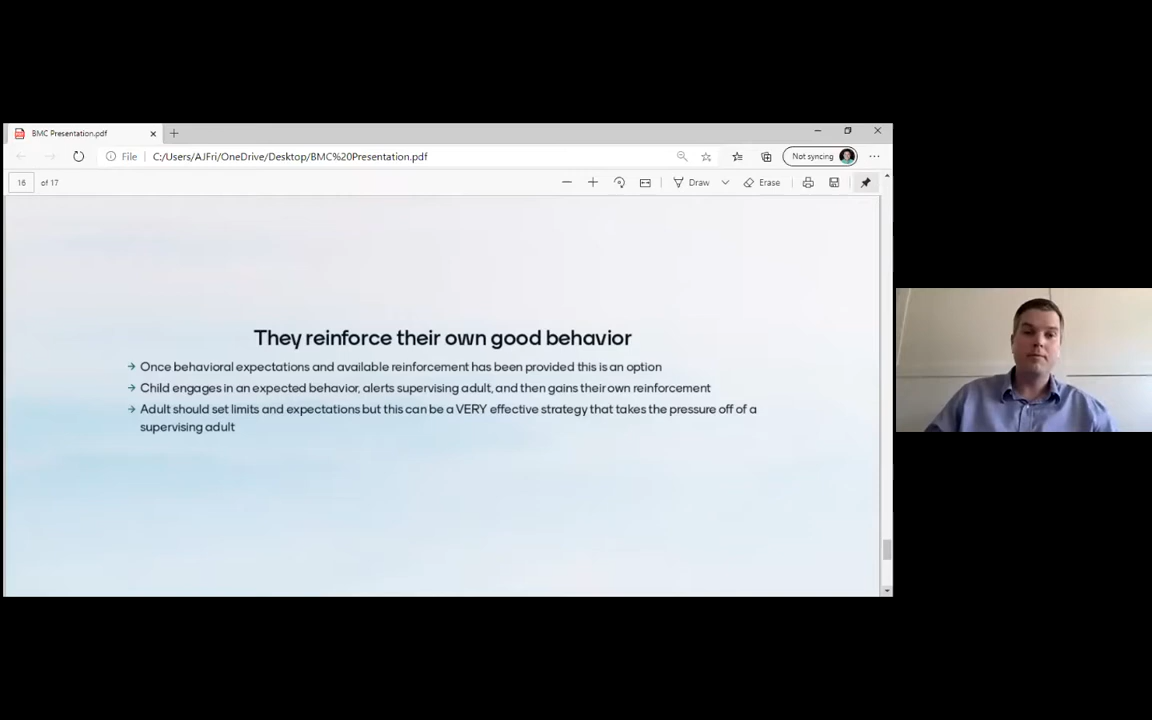 BMC Presentation.pdf
File C:/Users/AJFri/OneDrive/Desktop/BMC%20Presentation.pdf Not syncing
16 of 17 Draw Erase
They reinforce their own good behavior
Once behavioral expectations and available reinforcement has been provided this is an option
Child engages in an expected behavior, alerts supervising adult, and then gains their own reinforcement
Adult should set limits and expectations but this can be a VERY effective strategy that takes the pressure off of a
supervising adult